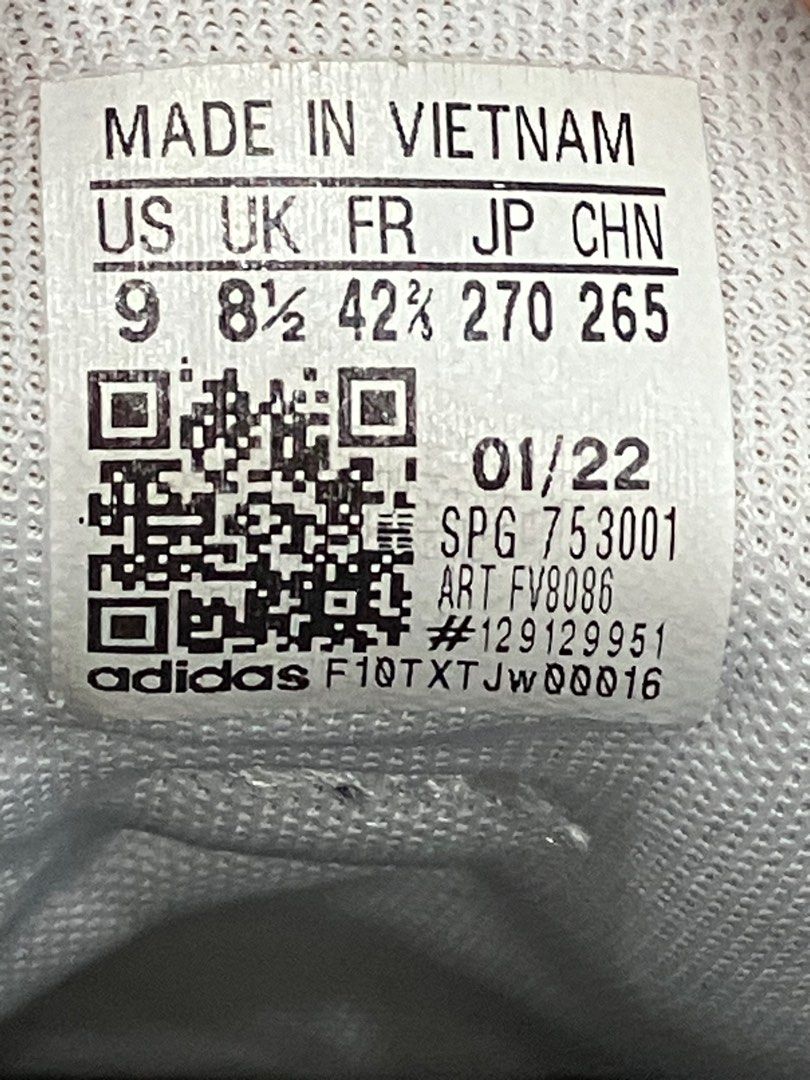 MADE IN VIETNAM
US UK FR JP CHN
9 8½ 42⅔ 270 265
01/22
SPG 753001
ART FV8086
#129129951
adidas F10TXTJw00016